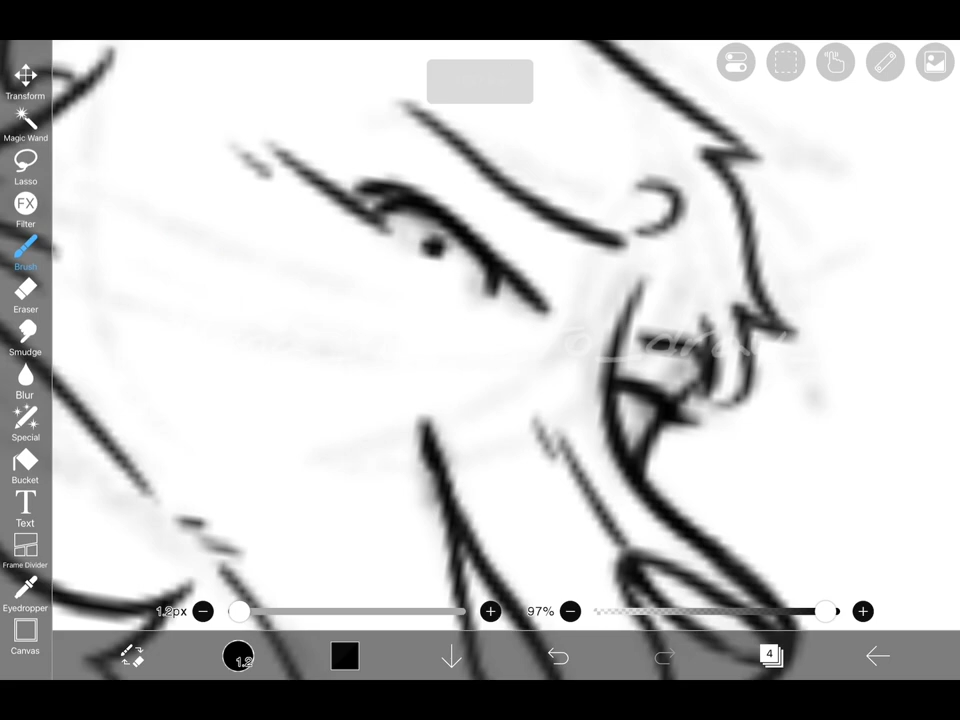 Transform
Magic Wand
Lasso
FX
Filter
Brush
Eraser
Smudge
Blur
Special
Bucket
T
Text
Frame Divider
Eyedropper
Canvas
1.2px
97%
1.2
4